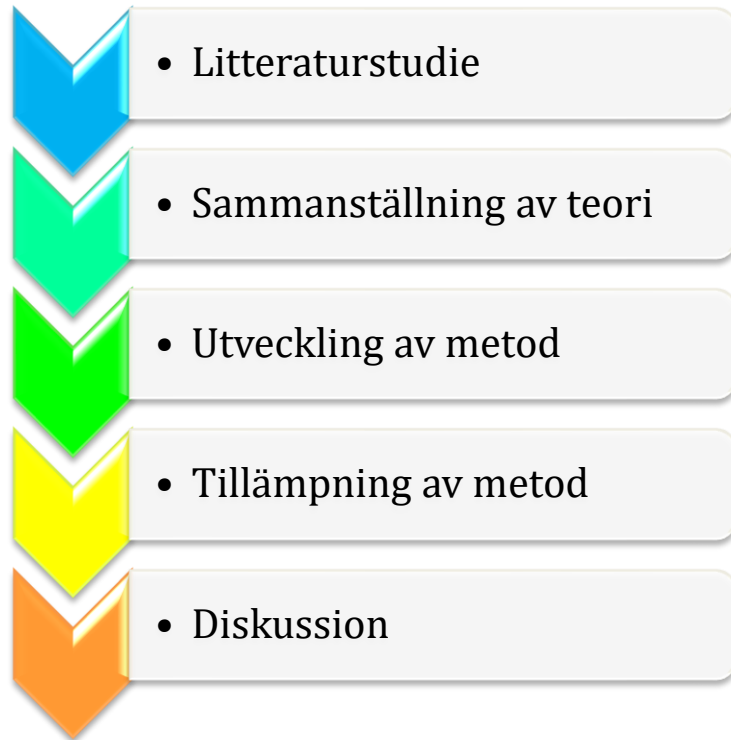 • Litteraturstudie
• Sammanställning av teori
• Utveckling av metod
• Tillämpning av metod
• Diskussion